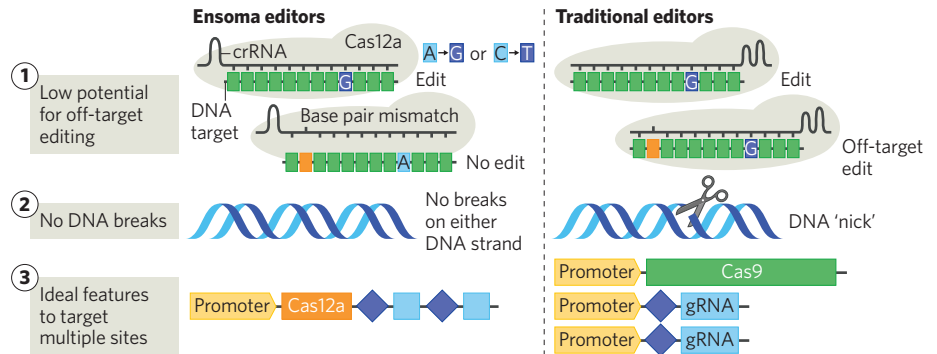 Ensoma editors
Traditional editors
1
Low potential
for off-target
editing
crRNA
Cas12a
A → G or C → T
G
Edit
DNA
target
Base pair mismatch
A
No edit
G
Edit
G
Off-target
edit
2
No DNA breaks
No breaks
on either
DNA strand
DNA ‘nick’
3
Ideal features
to target
multiple sites
Promoter Cas12a
Promoter Cas9
Promoter gRNA
Promoter gRNA